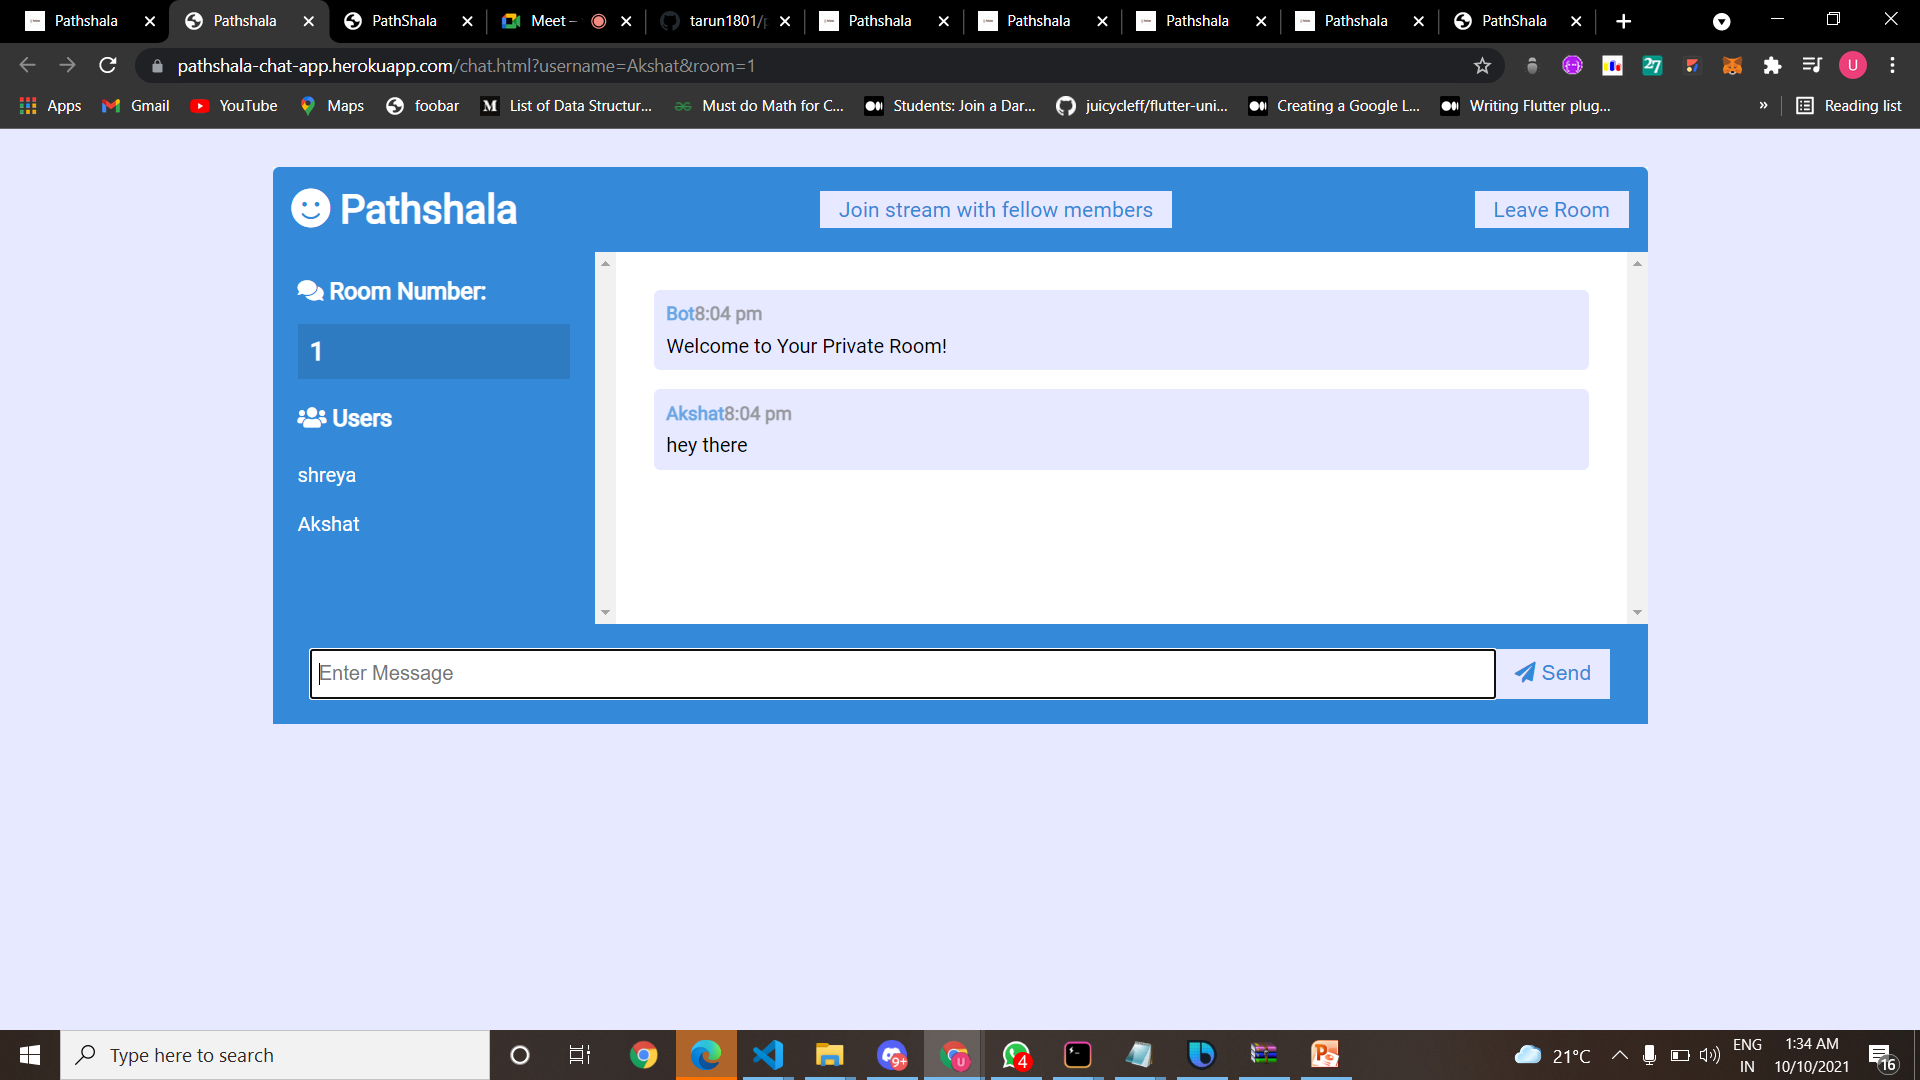 Pathshala
Pathshala
PathShala
Meet –
tarun1801/p
Pathshala
Pathshala
Pathshala
Pathshala
PathShala
pathshala-chat-app.herokuapp.com/chat.html?username=Akshat&room=1
U
Apps
Gmail
YouTube
Maps
foobar
List of Data Structur...
Must do Math for C...
Students: Join a Dar...
juicycleff/flutter-uni...
Creating a Google L...
Writing Flutter plug...
»
Reading list
Pathshala
Join stream with fellow members
Leave Room
Room Number:
1
Users
shreya
Akshat
Bot8:04 pm
Welcome to Your Private Room!
Akshat8:04 pm
hey there
Enter Message
Send
Type here to search
9+
4
21°C
ENG
IN
1:34 AM
10/10/2021
16